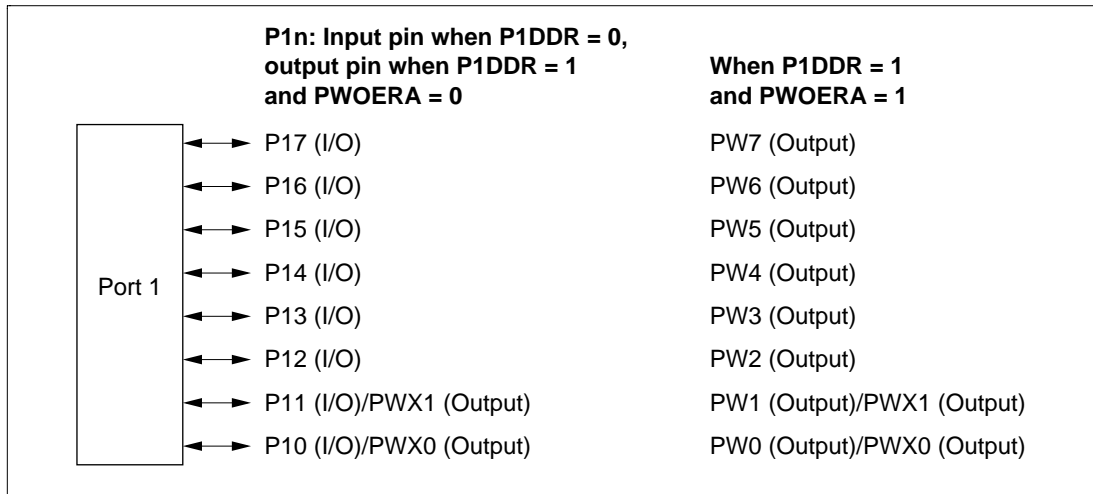 P1n: Input pin when P1DDR = 0,
output pin when P1DDR = 1
and PWOERA = 0
When P1DDR = 1
and PWOERA = 1
Port 1
P17 (I/O) PW7 (Output)
P16 (I/O) PW6 (Output)
P15 (I/O) PW5 (Output)
P14 (I/O) PW4 (Output)
P13 (I/O) PW3 (Output)
P12 (I/O) PW2 (Output)
P11 (I/O)/PWX1 (Output) PW1 (Output)/PWX1 (Output)
P10 (I/O)/PWX0 (Output) PW0 (Output)/PWX0 (Output)